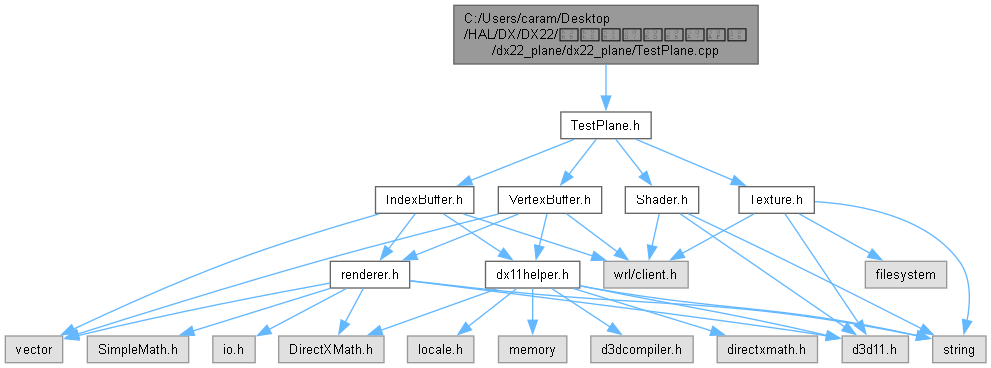 C:/Users/caram/Desktop
/HAL/DX/DX22/
/dx22_plane/dx22_plane/TestPlane.cpp
TestPlane.h
IndexBuffer.h
VertexBuffer.h
Shader.h
Texture.h
renderer.h
dx11helper.h
wrl/client.h
filesystem
vector
SimpleMath.h
io.h
DirectXMath.h
locale.h
memory
d3dcompiler.h
directxmath.h
d3d11.h
string